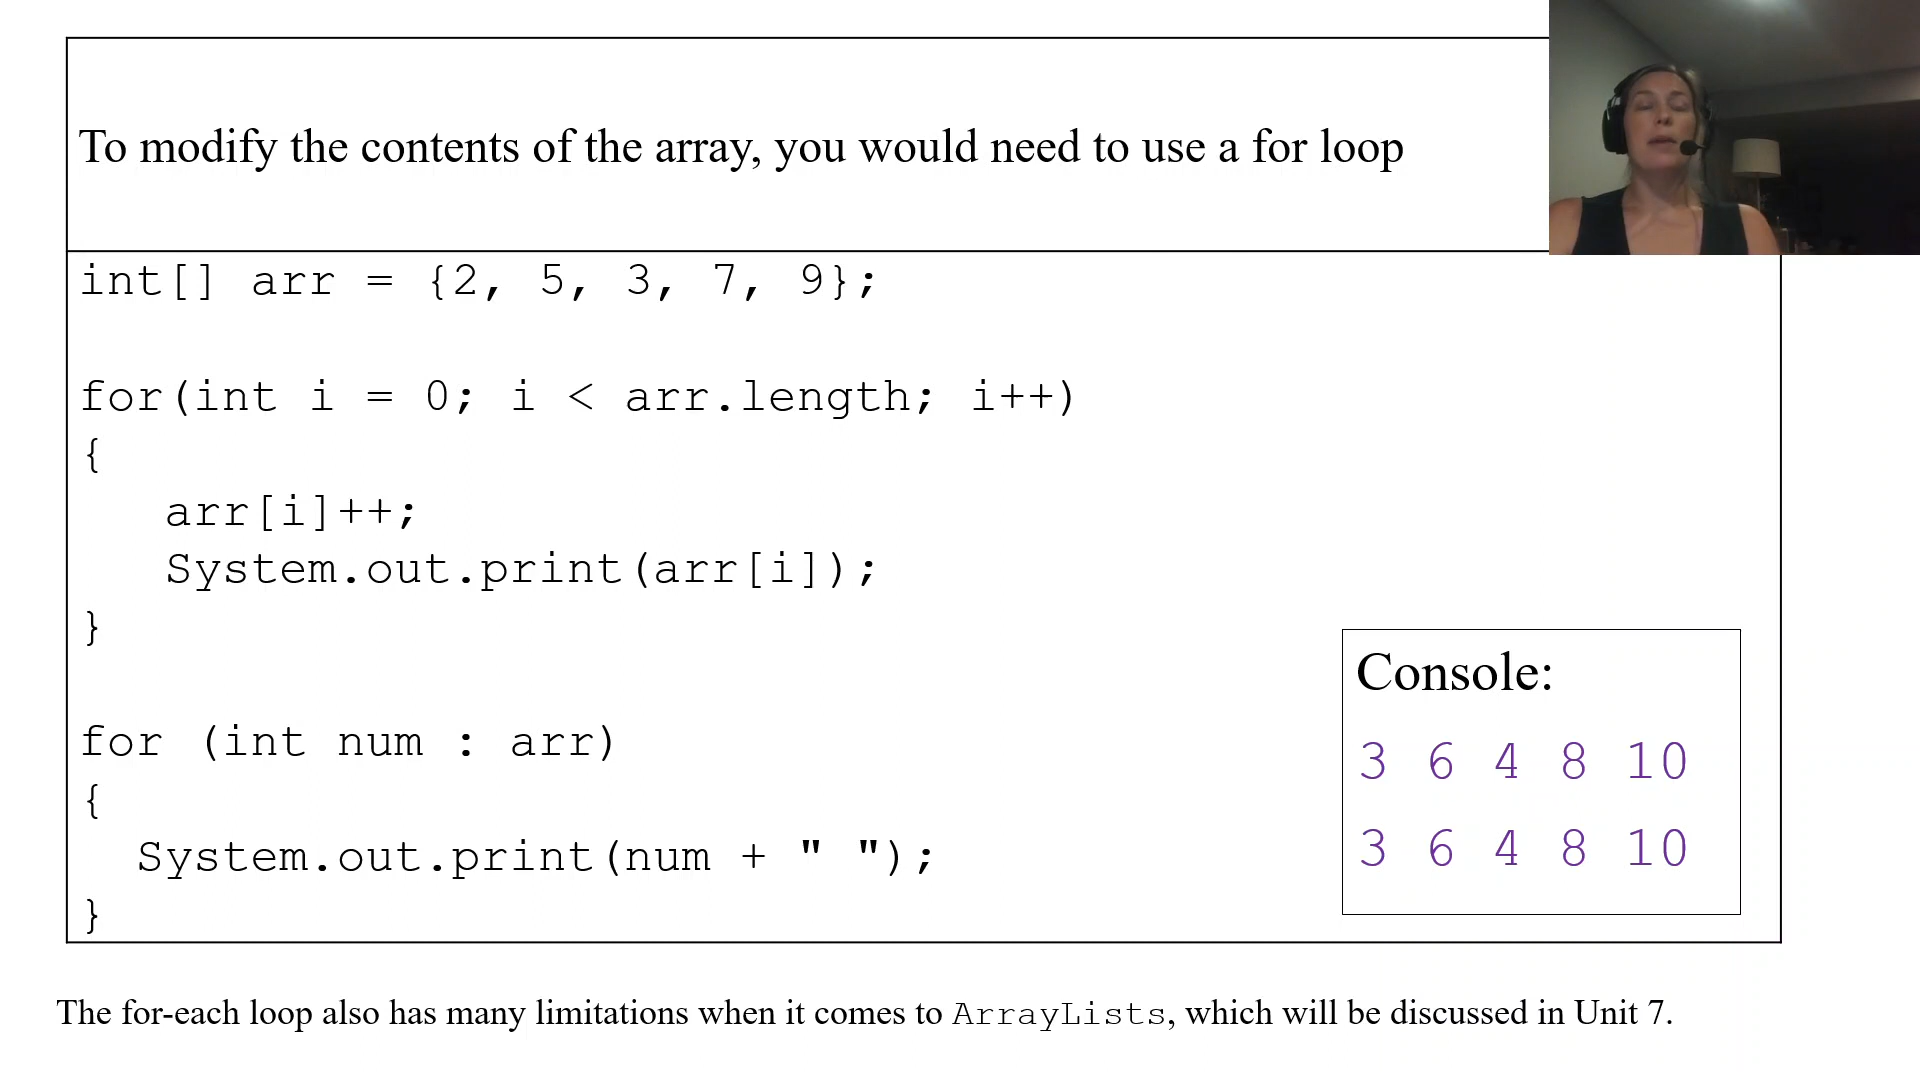 To modify the contents of the array, you would need to use a for loop
int[] arr = {2, 5, 3, 7, 9};
for(int i = 0; i < arr.length; i++)
{
arr[i]++;
System.out.print(arr[i]);
}
for (int num : arr)
{
System.out.print(num + " ");
}
Console:
3 6 4 8 10
3 6 4 8 10
The for-each loop also has many limitations when it comes to ArrayLists, which will be discussed in Unit 7.